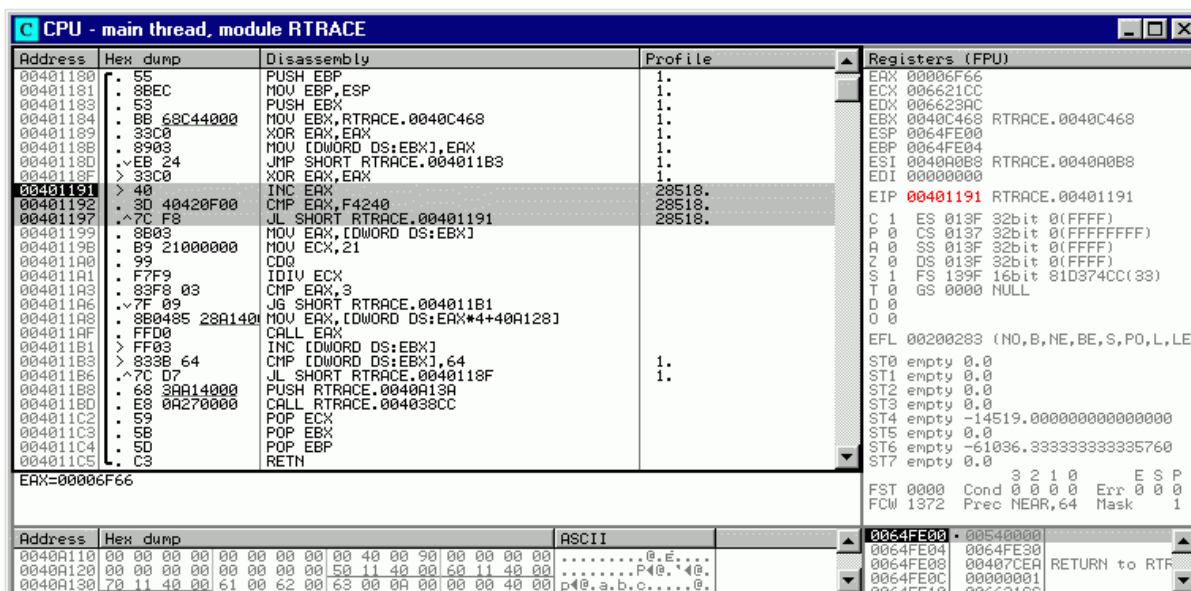 CPU - main thread, module RTRACE
Address Hex dump Disassembly Profile
00401180 . 55 PUSH EBP 1.
00401181 . 8BEC MOV EBP,ESP 1.
00401183 . 53 PUSH EBX 1.
00401184 . BB 68C44000 MOV EBX,RTRACE.0040C468 1.
00401189 . 33C0 XOR EAX,EAX 1.
0040118B . 8903 MOV [DWORD DS:EBX],EAX 1.
0040118D .vEB 24 JMP SHORT RTRACE.004011B3 1.
0040118F > 33C0 XOR EAX,EAX 1.
00401191 > 40 INC EAX 28518.
00401192 . 3D 40420F00 CMP EAX,F4240 28518.
00401197 .^7C F8 JL SHORT RTRACE.00401191 28518.
00401199 . 8B03 MOV EAX,[DWORD DS:EBX]
0040119B . B9 21000000 MOV ECX,21
004011A0 . 99 CDQ
004011A1 . F7F9 IDIV ECX
004011A3 . 83F8 03 CMP EAX,3
004011A6 .v7F 09 JG SHORT RTRACE.004011B1
004011A8 . 8B0485 28A140 MOV EAX,[DWORD DS:EAX*4+40A128]
004011AF . FFD0 CALL EAX
004011B1 > FF03 INC [DWORD DS:EBX]
004011B3 > 833B 64 CMP [DWORD DS:EBX],64 1.
004011B6 .^7C D7 JL SHORT RTRACE.0040118F 1.
004011B8 . 68 3AA14000 PUSH RTRACE.0040A13A
004011BD . E8 0A270000 CALL RTRACE.004038CC
004011C2 . 59 POP ECX
004011C3 . 5B POP EBX
004011C4 . 5D POP EBP
004011C5 . C3 RETN
EAX=00006F66
Registers (FPU)
EAX 00006F66
ECX 006621CC
EDX 006623AC
EBX 0040C468 RTRACE.0040C468
ESP 0064FE00
EBP 0064FE04
ESI 0040A0B8 RTRACE.0040A0B8
EDI 00000000
EIP 00401191 RTRACE.00401191
C 1 ES 013F 32bit 0(FFFF)
P 0 CS 0137 32bit 0(FFFFFFFF)
A 0 SS 013F 32bit 0(FFFF)
Z 0 DS 013F 32bit 0(FFFF)
S 1 FS 139F 16bit 81D374CC(33)
T 0 GS 0000 NULL
D 0
O 0
EFL 00200283 (NO,B,NE,BE,S,PO,L,LE
ST0 empty 0.0
ST1 empty 0.0
ST2 empty 0.0
ST3 empty 0.0
ST4 empty -14519.000000000000000
ST5 empty 0.0
ST6 empty -61036.333333333335760
ST7 empty 0.0
3 2 1 0 E S P
FST 0000 Cond 0 0 0 0 Err 0 0 0
FCW 1372 Prec NEAR,64 Mask 1
Address Hex dump ASCII
0040A110 00 00 00 00 00 00 00 00 00 40 00 90 00 00 00 00 .........@.É....
0040A120 00 00 00 00 00 00 00 00 50 11 40 00 60 11 40 00 ........P◄@.`◄@.
0040A130 70 11 40 00 61 00 62 00 63 00 0A 00 00 00 40 00 p◄@.a.b.c.....@.
0064FE00 00540000
0064FE04 0064FE30
0064FE08 00407CEA RETURN to RTR
0064FE0C 00000001